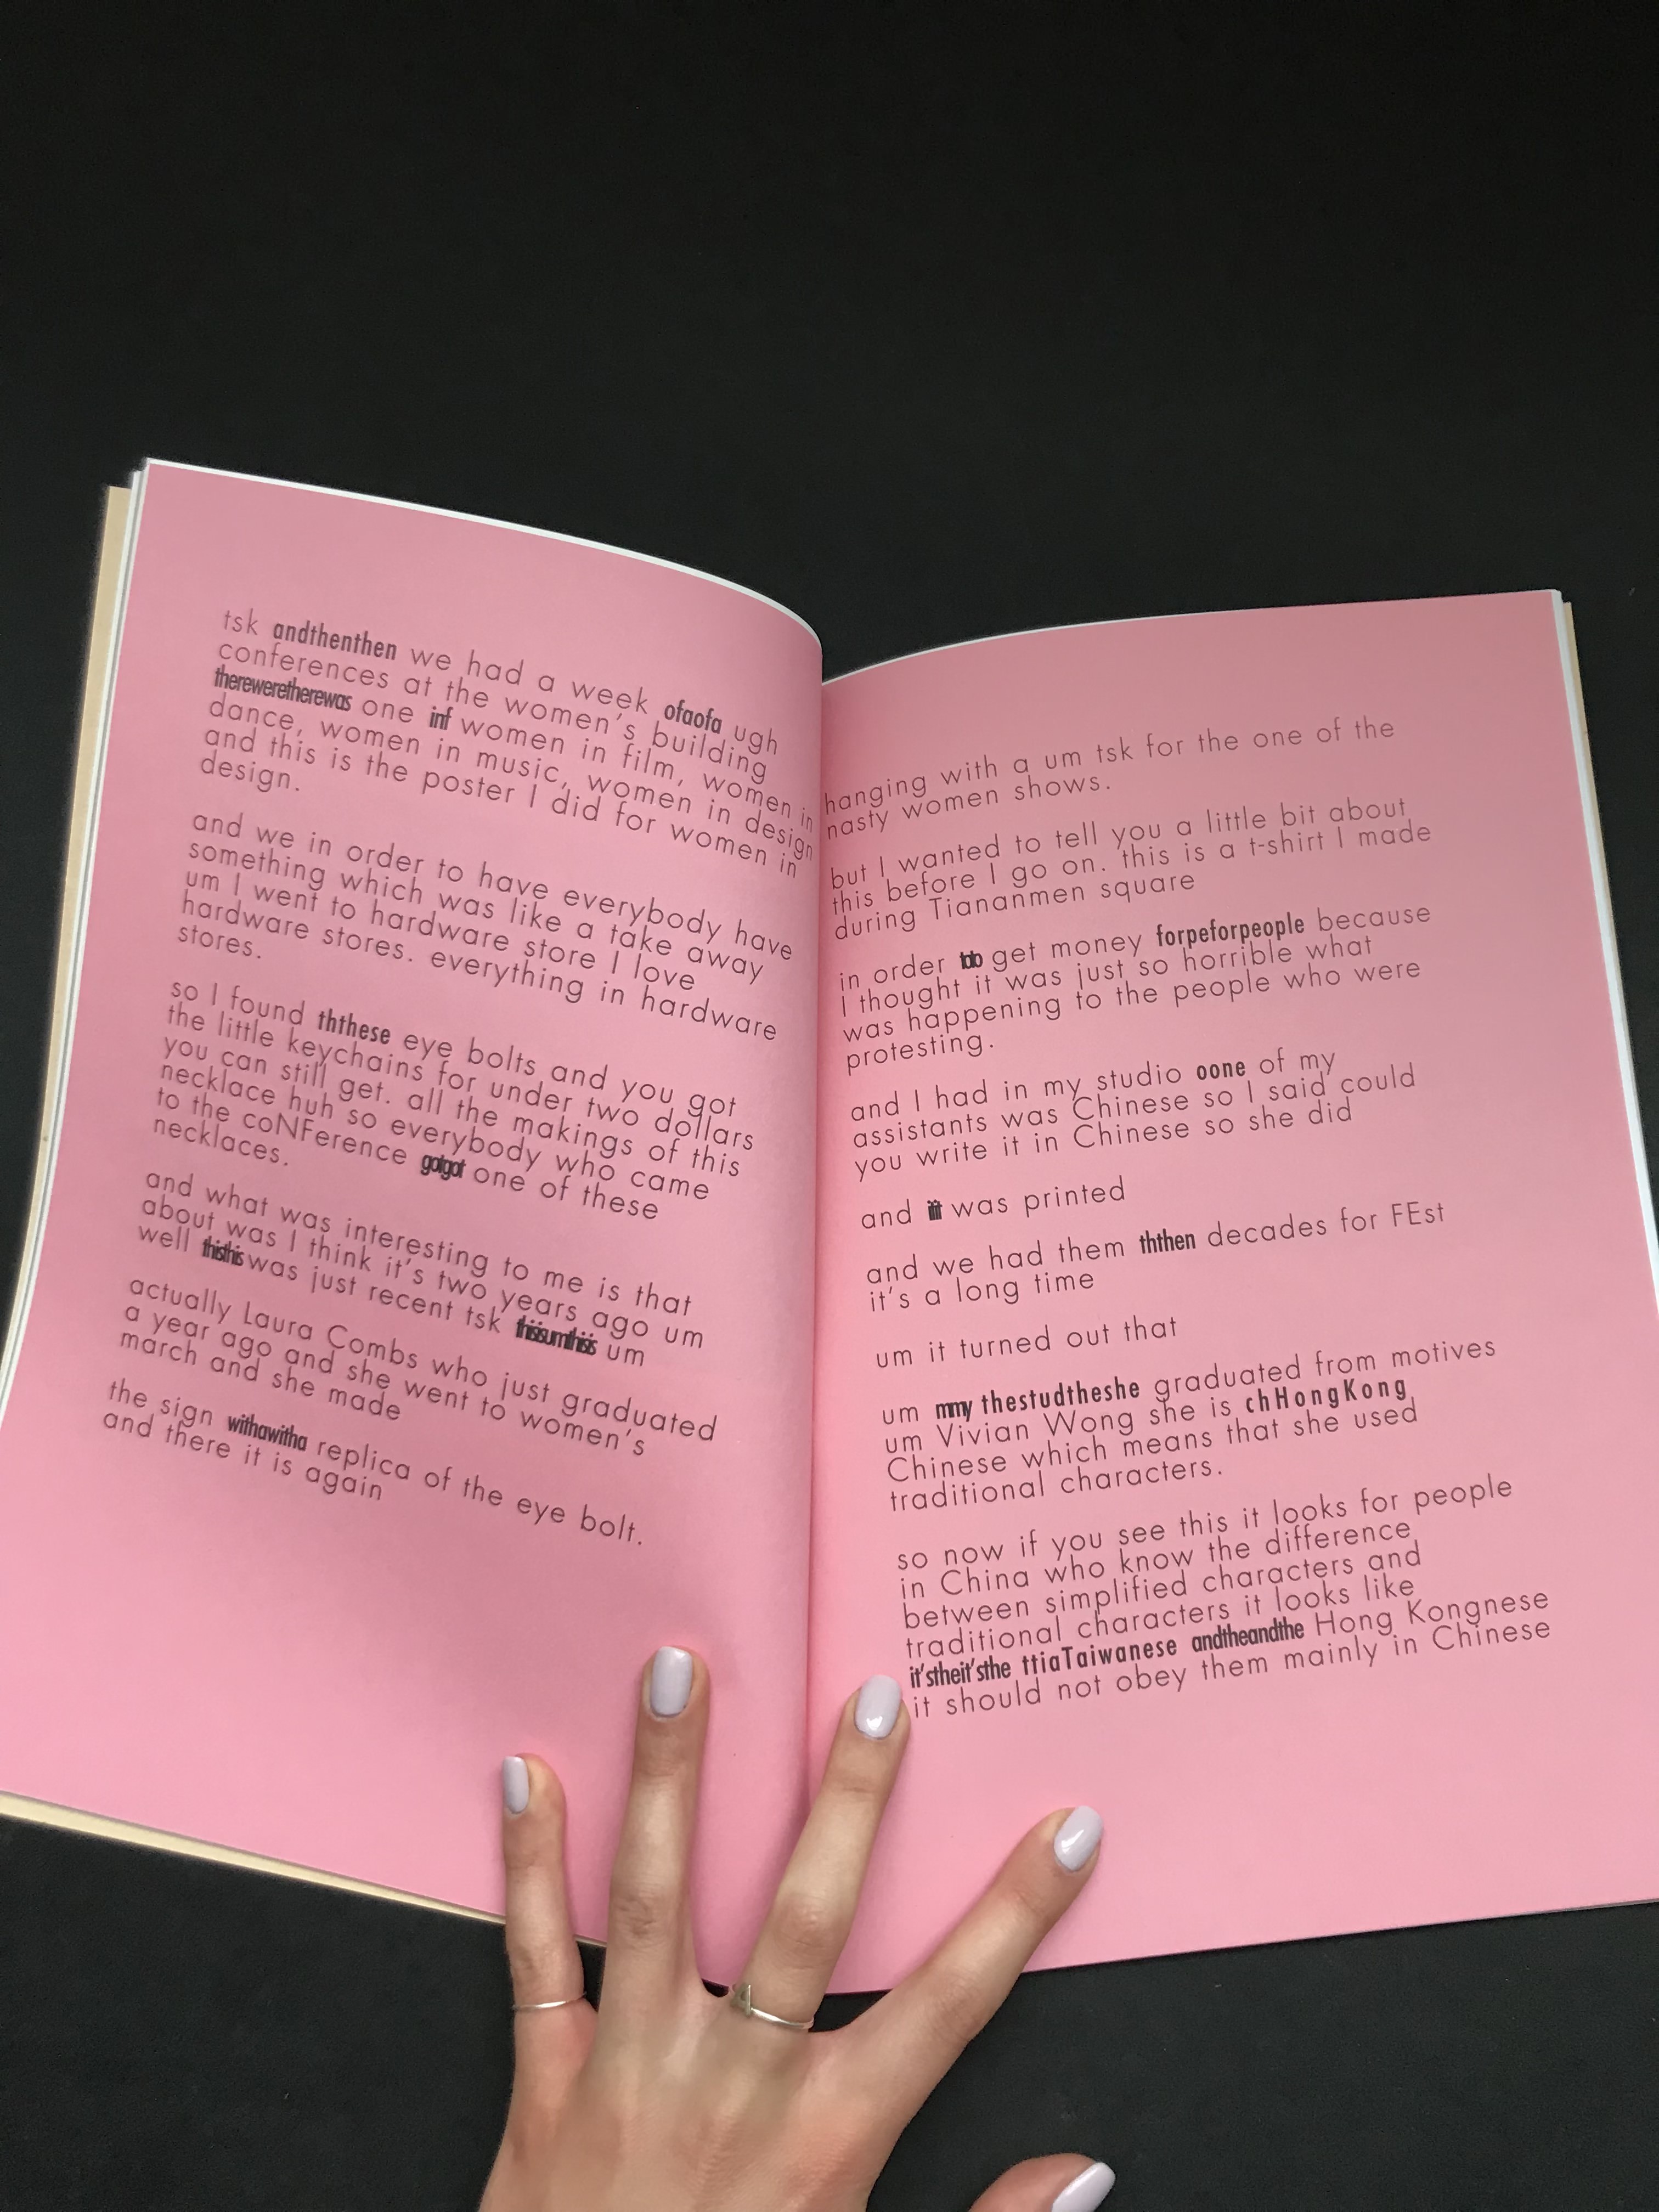 tsk andthenthen we had a week ofaofa ugh
conferences at the women's building
thereweretherewas one inf women in film, women in
dance, women in music, women in design
and this is the poster I did for women in
design.
and we in order to have everybody have
something which was like a take away
um I went to hardware store I love
hardware stores. everything in hardware
stores.
so I found ththese eye bolts and you got
the little keychains for under two dollars
you can still get. all the makings of this
necklace huh so everybody who came
to the coNFerence gotgot one of these
necklaces.
and what was interesting to me is that
about was I think it's two years ago um
well thisthis was just recent tsk um
actually Laura Combs who just graduated
a year ago and she went to women's
march and she made
the sign withawitha replica of the eye bolt.
and there it is again
hanging with a um tsk for the one of the
nasty women shows.
but I wanted to tell you a little bit about
this before I go on. this is a t-shirt I made
during Tiananmen square
in order get money forpeforpeople because
I thought it was just so horrible what
was happening to the people who were
protesting.
and I had in my studio oone of my
assistants was Chinese so I said could
you write it in Chinese so she did
and was printed
and we had them ththen decades for FEst
it's a long time
um it turned out that
um mmy thestudtheshe graduated from motives
um Vivian Wong she is chHongKong
Chinese which means that she used
traditional characters.
so now if you see this it looks for people
in China who know the difference
between simplified characters and
traditional characters it looks like
it'stheit'sthe ttiaTaiwanese andtheandthe Hong Kongnese
it should not obey them mainly in Chinese